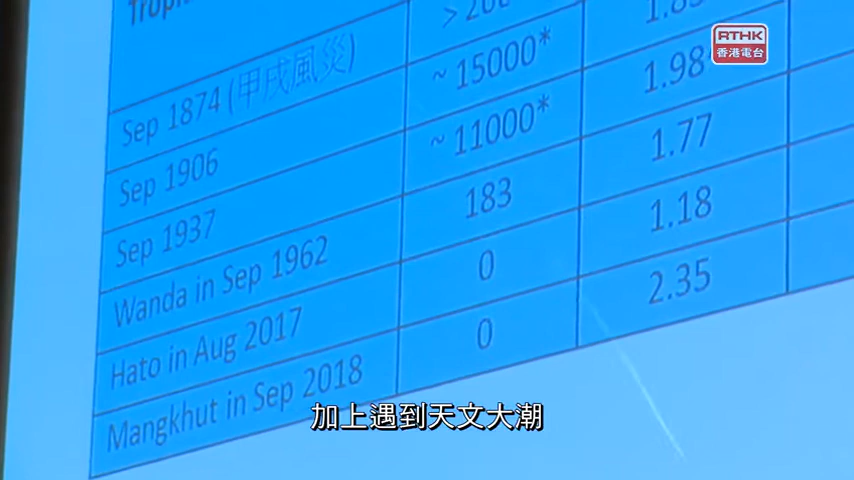 Sep 1874 (甲戌風災) > 200
Sep 1906 ~ 15000*
Sep 1937 ~ 11000* 1.98
Wanda in Sep 1962 183 1.77
Hato in Aug 2017 0 1.18
Mangkhut in Sep 2018 0 2.35
RTHK
香港電台
加上遇到天文大潮